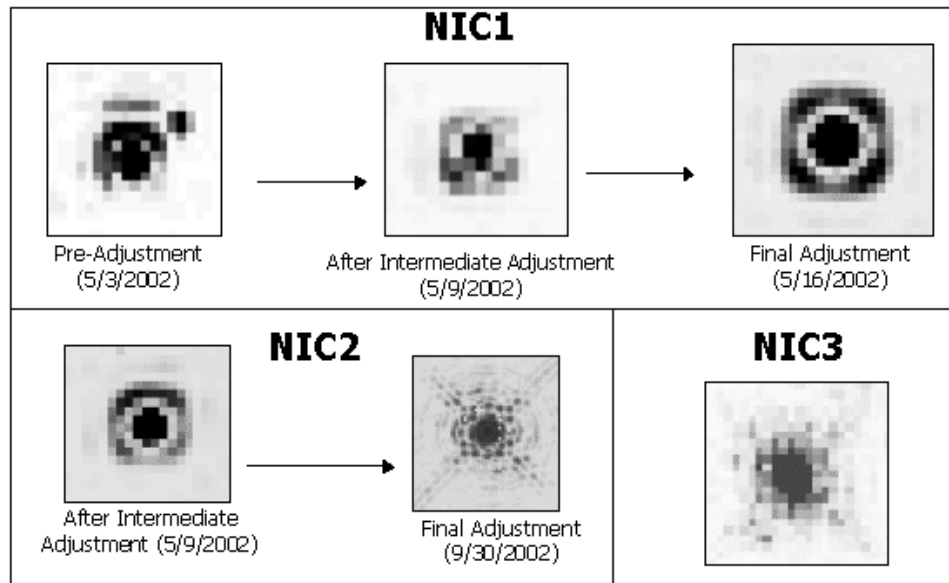 NIC1
Pre-Adjustment
(5/3/2002)
After Intermediate Adjustment
(5/9/2002)
Final Adjustment
(5/16/2002)
NIC2
After Intermediate
Adjustment (5/9/2002)
Final Adjustment
(9/30/2002)
NIC3